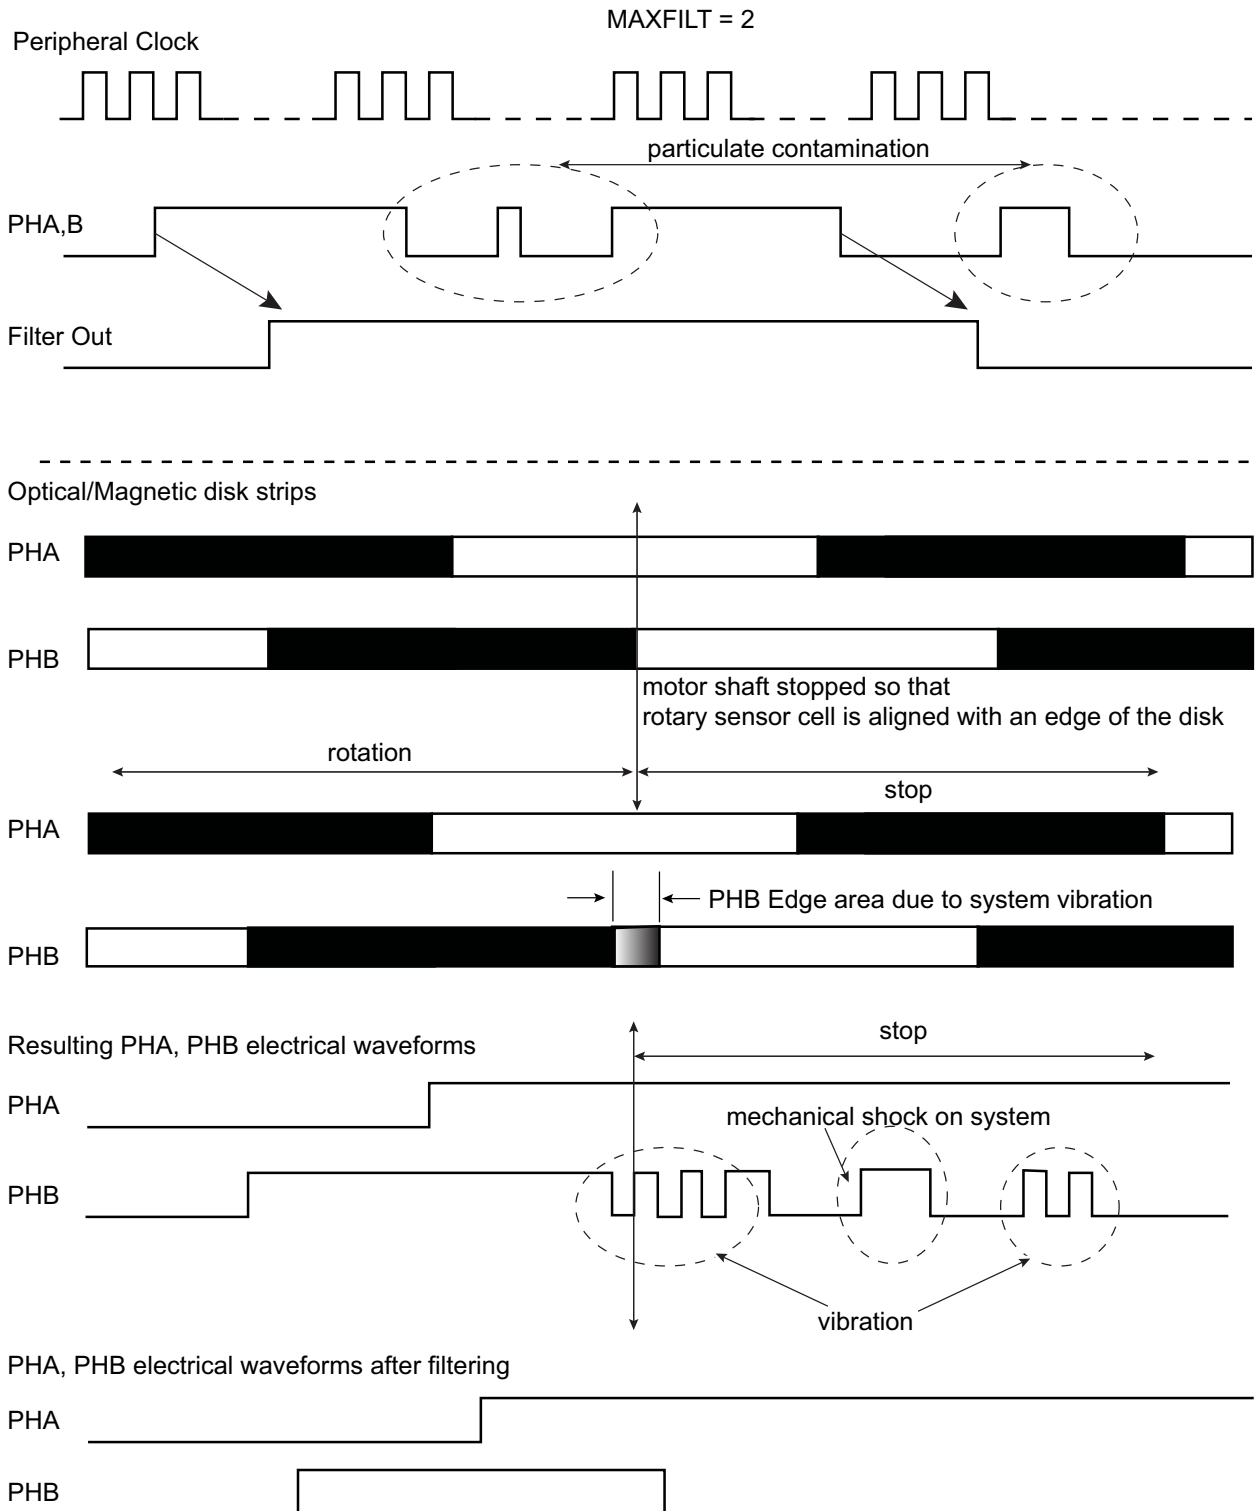 MAXFILT = 2
Peripheral Clock
particulate contamination
PHA,B
Filter Out
Optical/Magnetic disk strips
PHA
PHB
motor shaft stopped so that
rotary sensor cell is aligned with an edge of the disk
rotation
stop
PHA
PHB Edge area due to system vibration
PHB
stop
Resulting PHA, PHB electrical waveforms
PHA
mechanical shock on system
PHB
vibration
PHA, PHB electrical waveforms after filtering
PHA
PHB